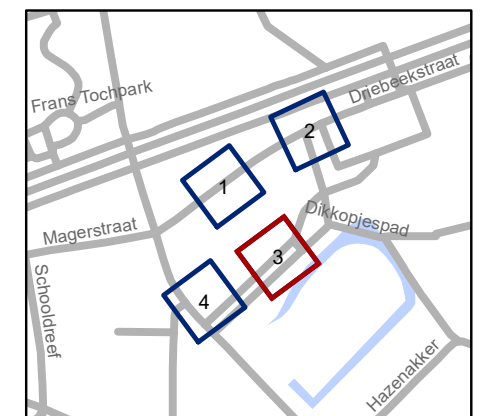 Frans Tochpark
Driebeekstraat
2
1
Dikkopjespad
Magerstraat
3
Schooldreef
4
Hazenakker